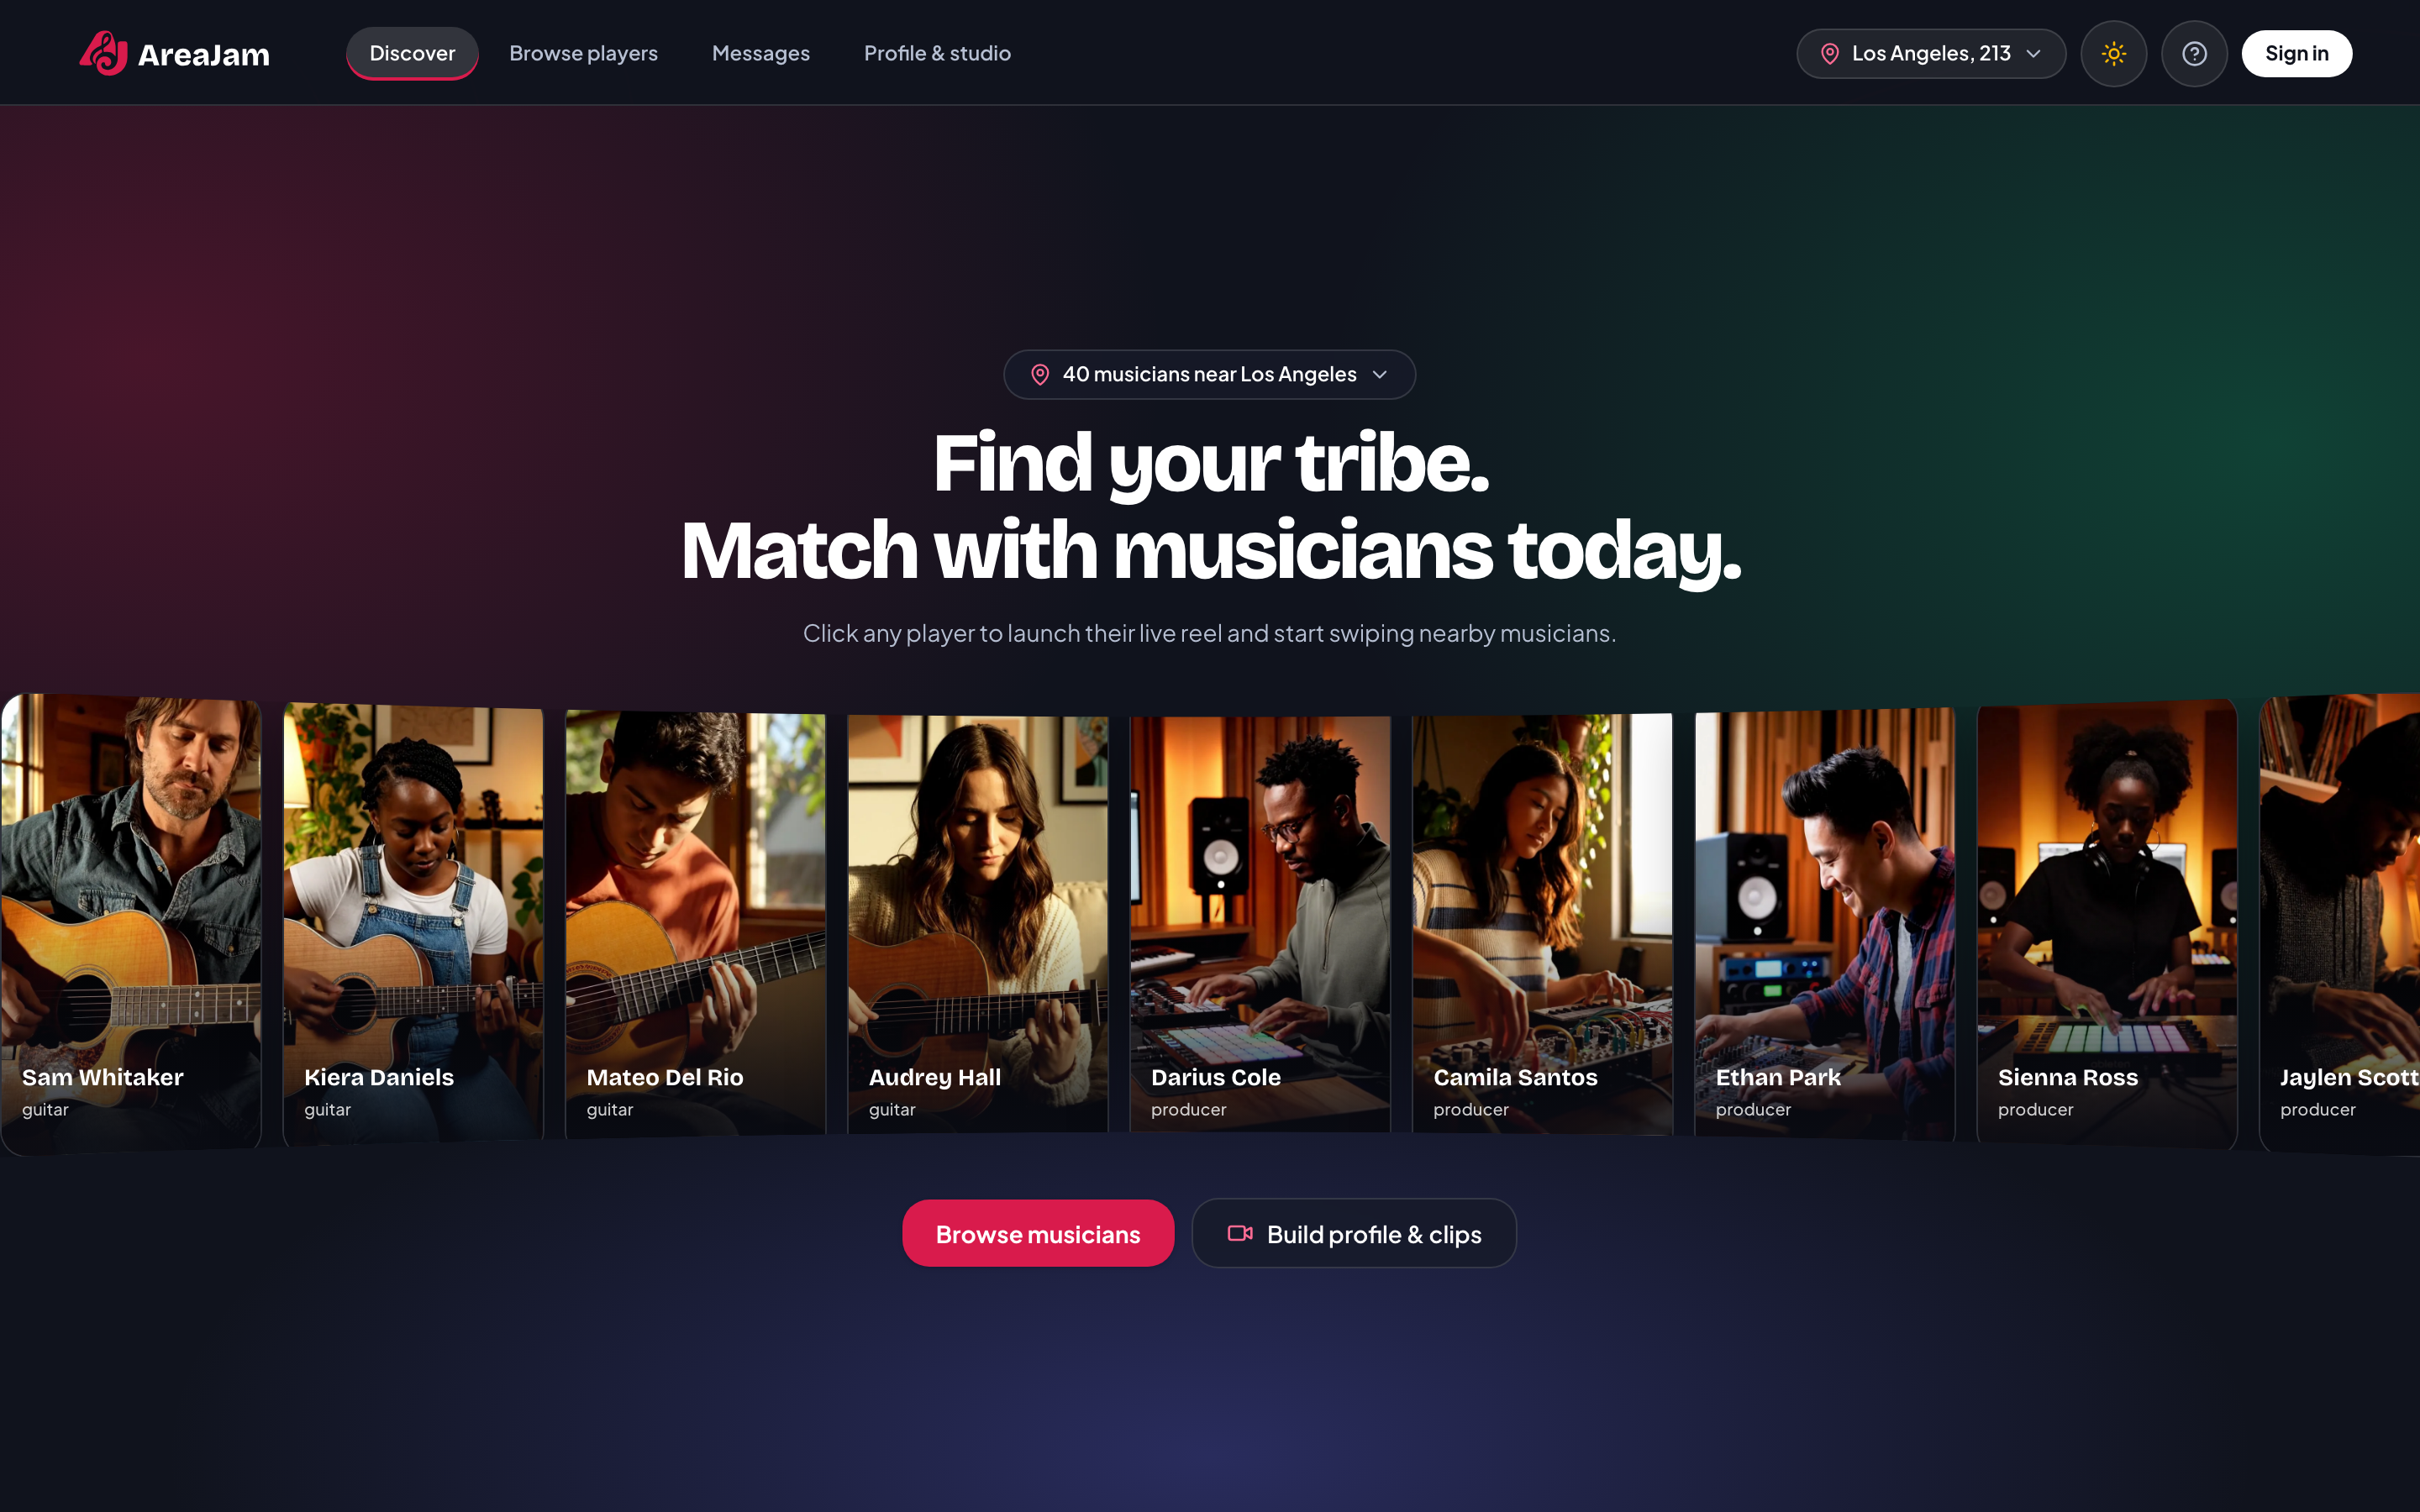 AreaJam
Discover
Browse players
Messages
Profile & studio
Los Angeles, 213
Sign in
40 musicians near Los Angeles
Find your tribe.
Match with musicians today.
Click any player to launch their live reel and start swiping nearby musicians.
Sam Whitaker
guitar
Kiera Daniels
guitar
Mateo Del Rio
guitar
Audrey Hall
guitar
Darius Cole
producer
Camila Santos
producer
Ethan Park
producer
Sienna Ross
producer
Jaylen Scott
producer
Browse musicians
Build profile & clips